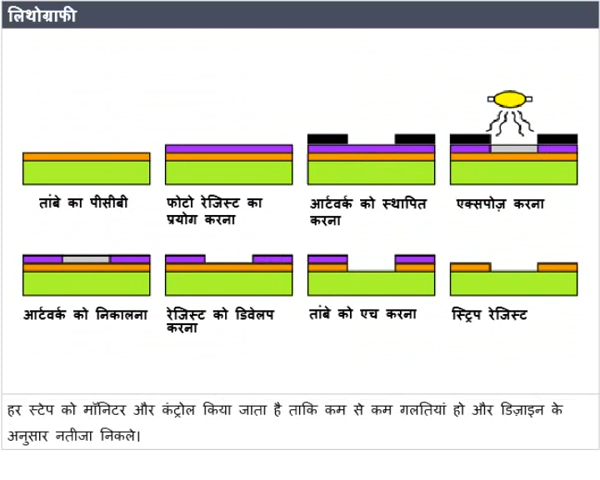 लिथोग्राफी
तांबे का पीसीबी
फोटो रेजिस्ट का
प्रयोग करना
आर्टवर्क को स्थापित
करना
एक्सपोज़ करना
आर्टवर्क को निकालना
रेजिस्ट को डिवेलप
करना
तांबे को एच करना
स्ट्रिप रेजिस्ट
हर स्टेप को मॉनिटर और कंट्रोल किया जाता है ताकि कम से कम गलतियां हो और डिज़ाइन के
अनुसार नतीजा निकले।